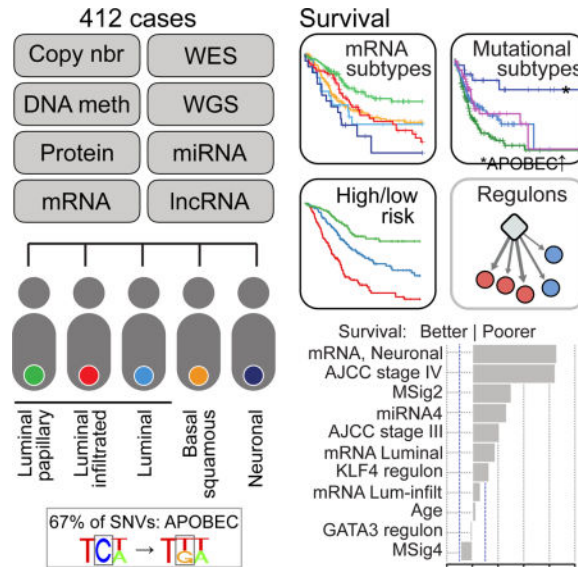 412 cases
Copy nbr
WES
DNA meth
WGS
Protein
miRNA
mRNA
lncRNA
Luminal papillary
Luminal infiltrated
Luminal
Basal squamous
Neuronal
67% of SNVs: APOBEC
TCT
A
→
TTT
G
A
Survival
mRNA subtypes
Mutational subtypes
*
*APOBEC↑
High/low risk
Regulons
Survival: Better | Poorer
mRNA, Neuronal
AJCC stage IV
MSig2
miRNA4
AJCC stage III
mRNA Luminal
KLF4 regulon
mRNA Lum-infilt
Age
GATA3 regulon
MSig4